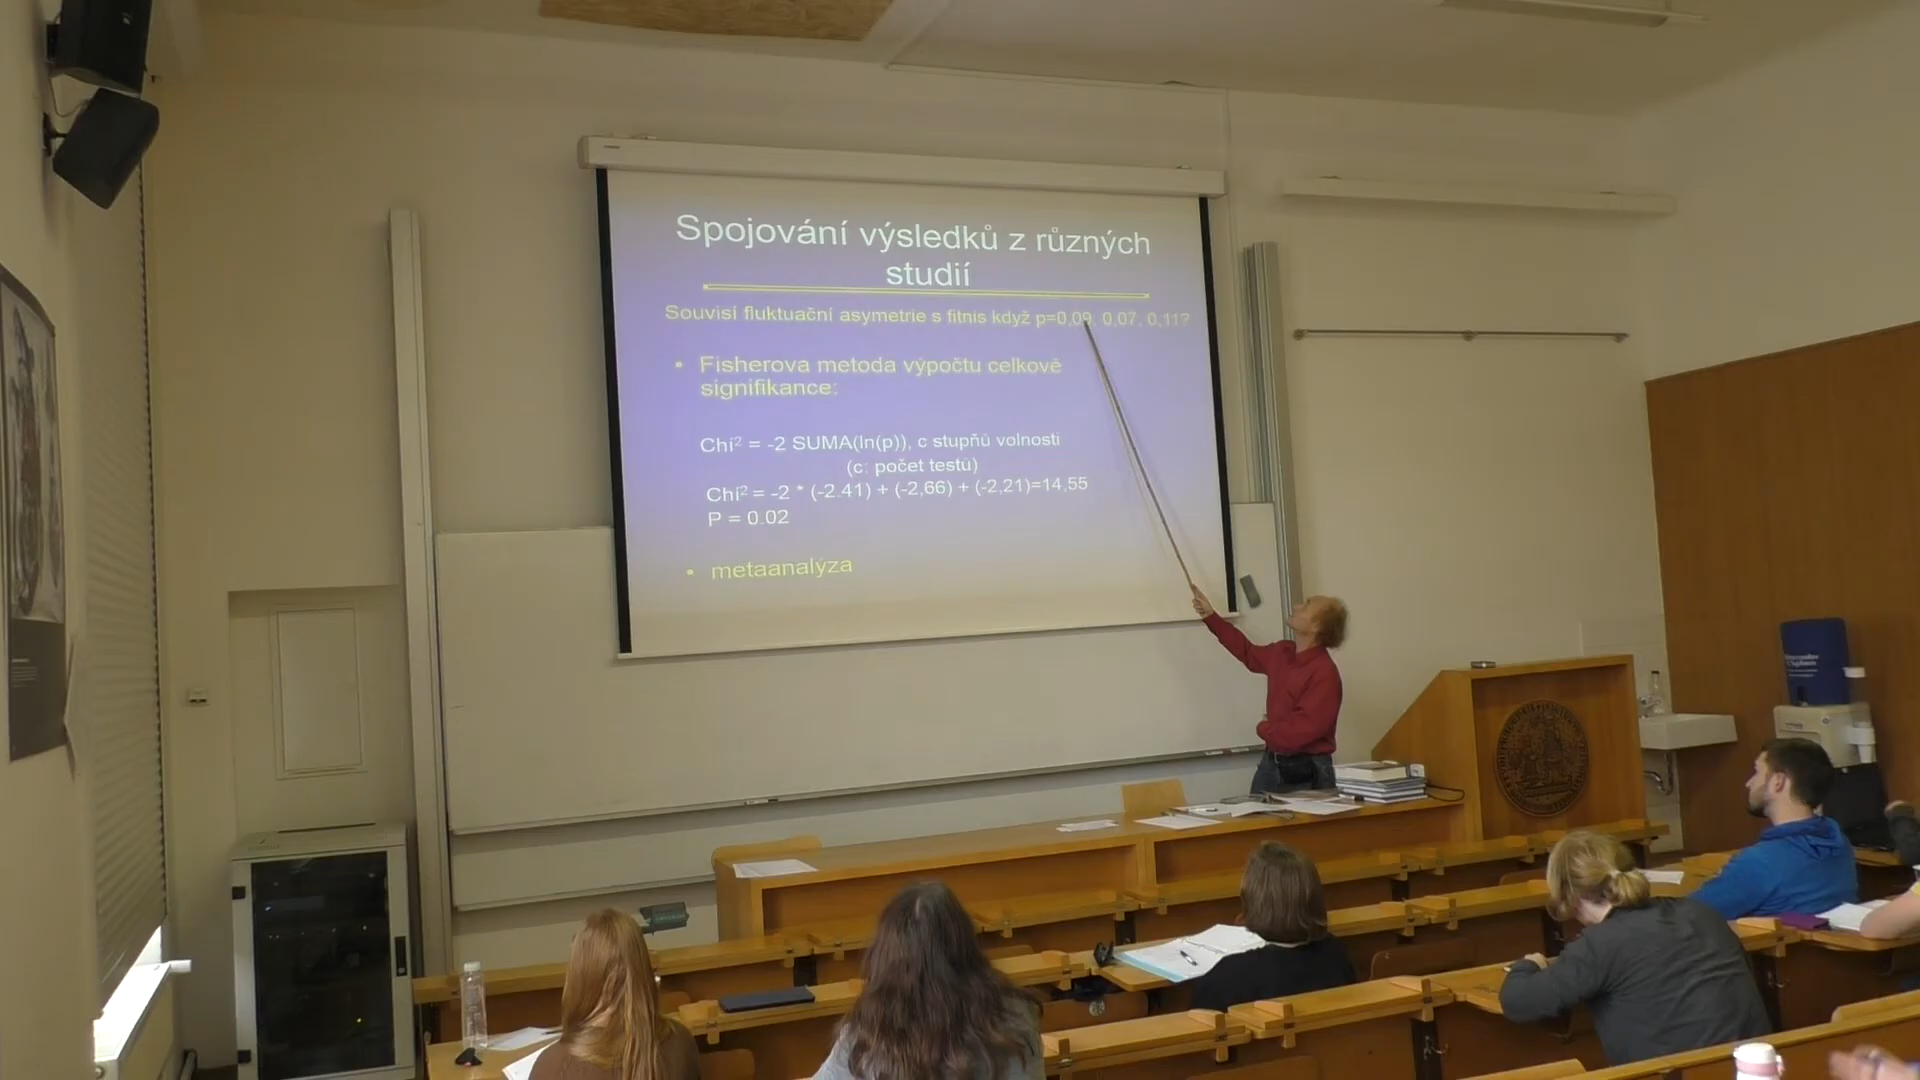 Spojování výsledků z různých
studií
Souvisí fluktuační asymetrie s fitnis když p=0,09, 0,07, 0,11?
• Fisherova metoda výpočtu celkové
signifikance:
Chí² = -2 SUMA(ln(p)), c stupňů volnosti
(c: počet testů)
Chí² = -2 * (-2.41) + (-2,66) + (-2,21)=14,55
P = 0.02
• metaanalýza